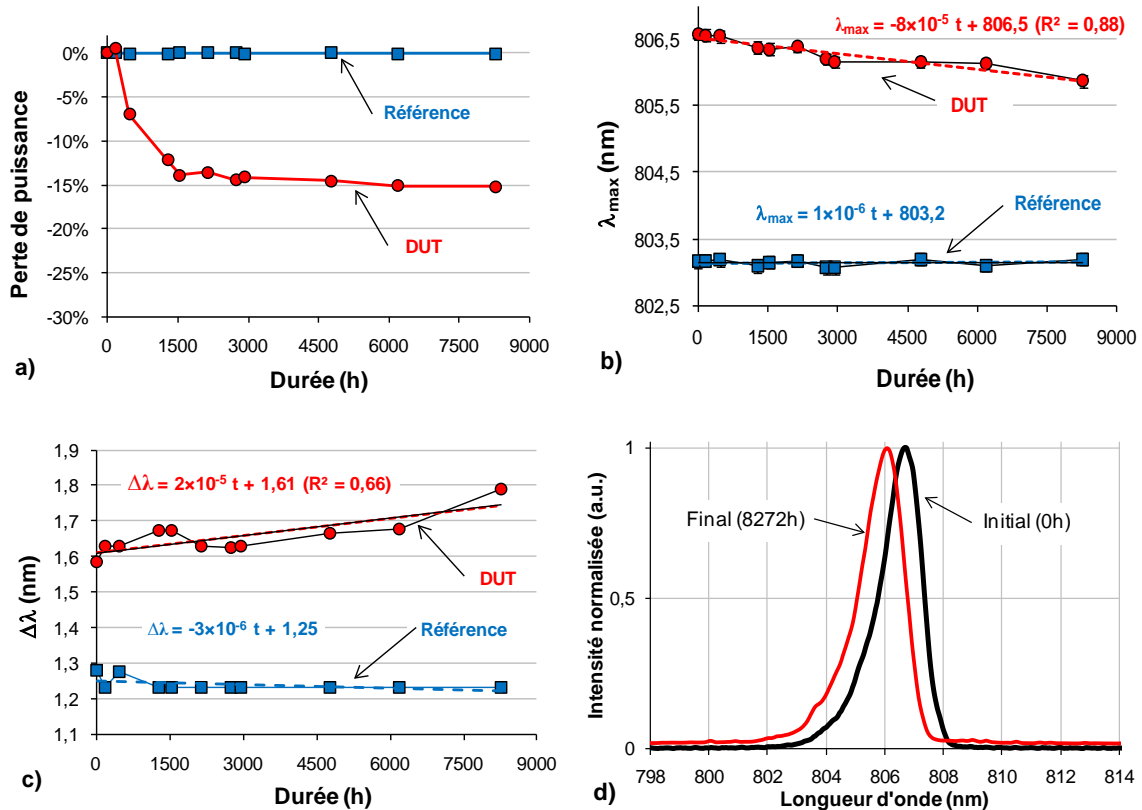 0%
-5%
-10%
-15%
-20%
-25%
-30%
Perte de puissance
Référence
DUT
0 1500 3000 4500 6000 7500 9000
Durée (h)
a)
806,5
805,5
804,5
803,5
802,5
λmax (nm)
λmax = -8×10⁻⁵ t + 806,5 (R² = 0,88)
DUT
λmax = 1×10⁻⁶ t + 803,2
Référence
0 1500 3000 4500 6000 7500 9000
Durée (h)
b)
1,9
1,8
1,7
1,6
1,5
1,4
1,3
1,2
1,1
Δλ (nm)
Δλ = 2×10⁻⁵ t + 1,61 (R² = 0,66)
DUT
Δλ = -3×10⁻⁶ t + 1,25
Référence
0 1500 3000 4500 6000 7500 9000
Durée (h)
c)
1
0,5
0
Intensité normalisée (a.u.)
Final (8272h)
Initial (0h)
798 800 802 804 806 808 810 812 814
Longueur d'onde (nm)
d)